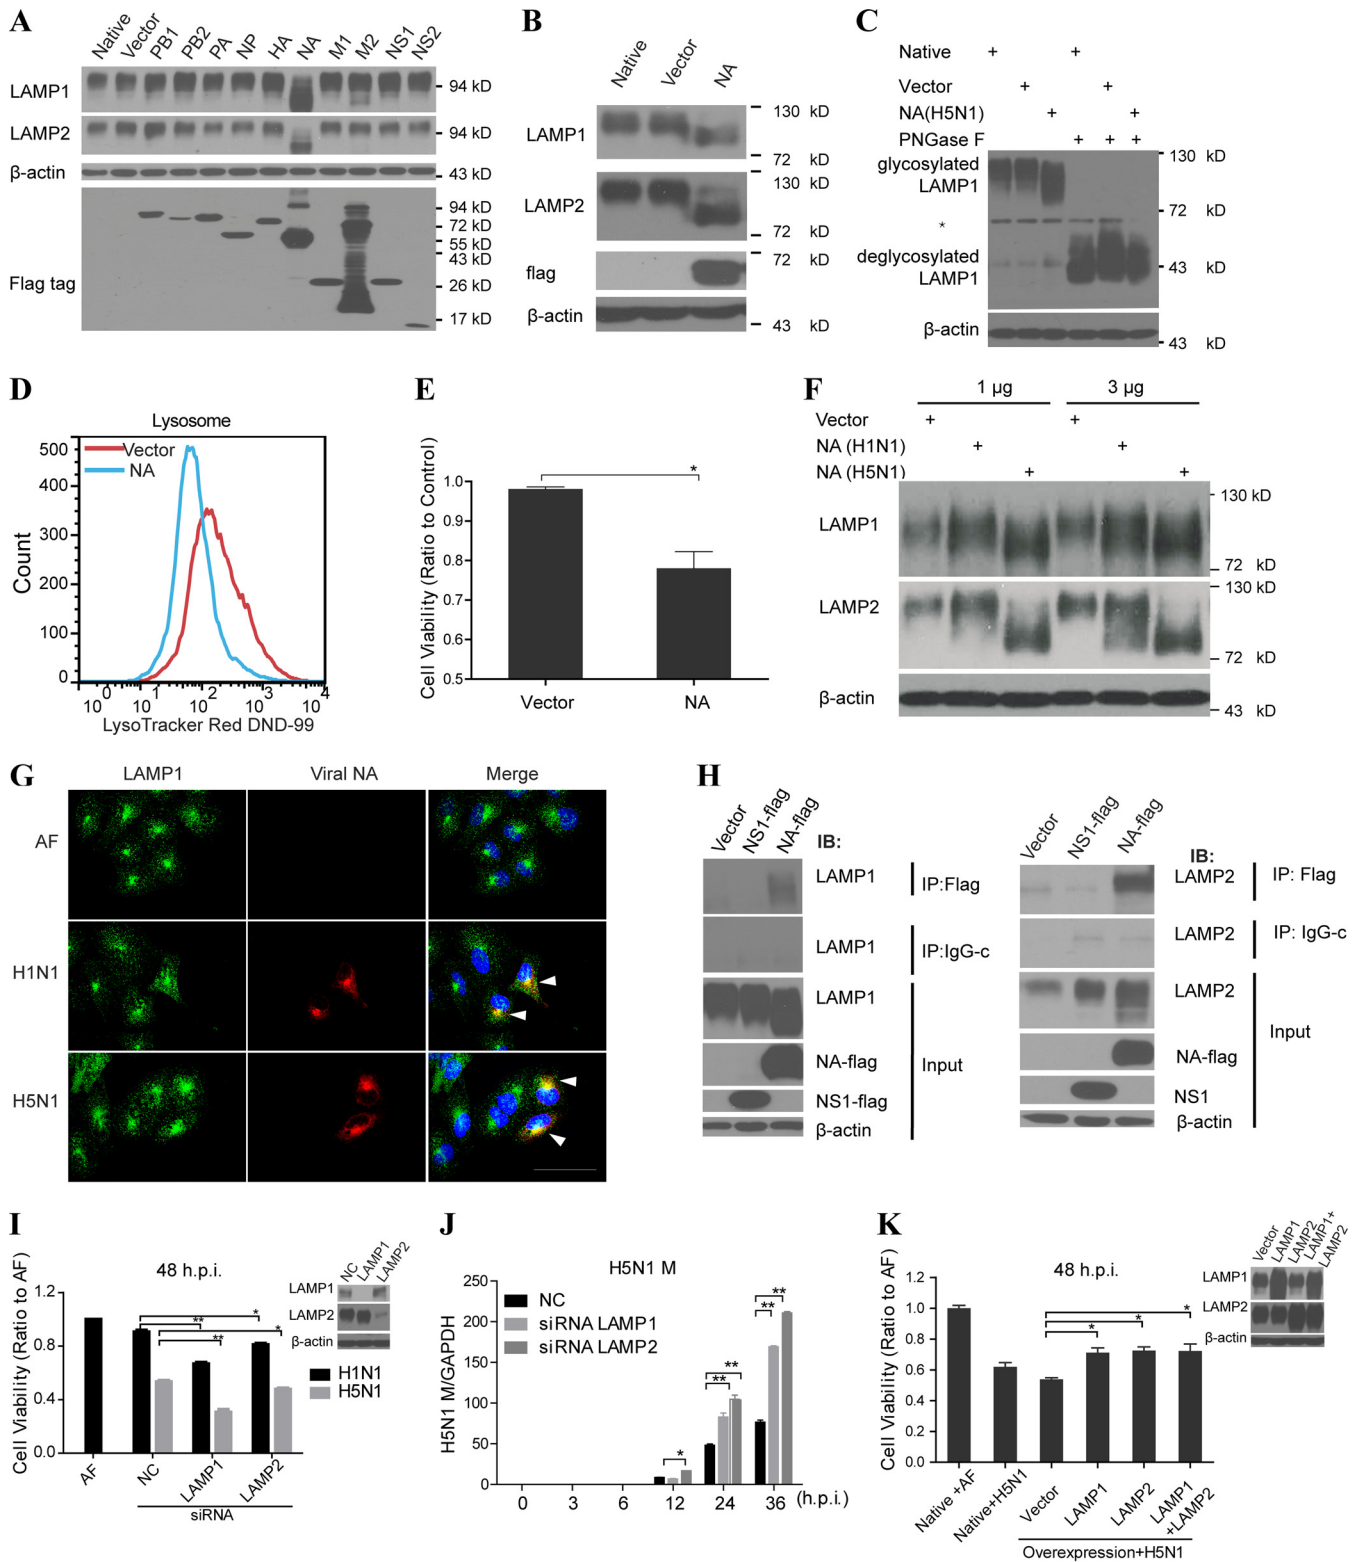 A
Native Vector PB1 PB2 PA NP HA NA M1 M2 NS1 NS2
LAMP1
94 kD
LAMP2
94 kD
β-actin
43 kD
94 kD
72 kD
55 kD
43 kD
Flag tag
26 kD
17 kD
B
Native Vector NA
130 kD
LAMP1
72 kD
130 kD
LAMP2
72 kD
72 kD
flag
β-actin
43 kD
C
Native + +
Vector + +
NA(H5N1) + +
PNGase F + + +
glycosylated
LAMP1
130 kD
72 kD
*
deglycosylated
LAMP1
43 kD
β-actin
43 kD
D
Lysosome
Vector
NA
500
400
300
200
100
0
Count
10 0 10 1 10 2 10 3 10 4
LysoTracker Red DND-99
E
Cell Viability (Ratio to Control)
*
1.0
0.9
0.8
0.7
0.6
0.5
Vector NA
F
1 μg 3 μg
Vector + +
NA (H1N1) + +
NA (H5N1) + +
130 kD
LAMP1
72 kD
130 kD
LAMP2
72 kD
β-actin
43 kD
G
LAMP1 Viral NA Merge
AF
H1N1
H5N1
H
Vector NS1-flag NA-flag
IB:
LAMP1 IP:Flag
LAMP1 IP:IgG-c
LAMP1
NA-flag Input
NS1-flag
β-actin
Vector NS1-flag NA-flag
IB:
LAMP2 IP: Flag
LAMP2 IP: IgG-c
LAMP2
Input
NA-flag
NS1
β-actin
I
48 h.p.i.
Cell Viability (Ratio to AF)
1.2
0.8
0.4
0.0
* ** * **
NC LAMP1 LAMP2
LAMP1
LAMP2
β-actin
H1N1
H5N1
AF NC LAMP1 LAMP2
siRNA
J
H5N1 M
H5N1 M/GAPDH
250
200
150
100
50
0
NC
siRNA LAMP1
siRNA LAMP2
* ** ** ** **
0 3 6 12 24 36 (h.p.i.)
K
48 h.p.i.
Cell Viability (Ratio to AF)
1.2
1.0
0.8
0.6
0.4
0.2
0.0
* * *
Vector LAMP1 LAMP2 LAMP1+
LAMP2
LAMP1
LAMP2
β-actin
Native +AF Native+H5N1 Vector LAMP1 LAMP2 LAMP1
+LAMP2
Overexpression+H5N1